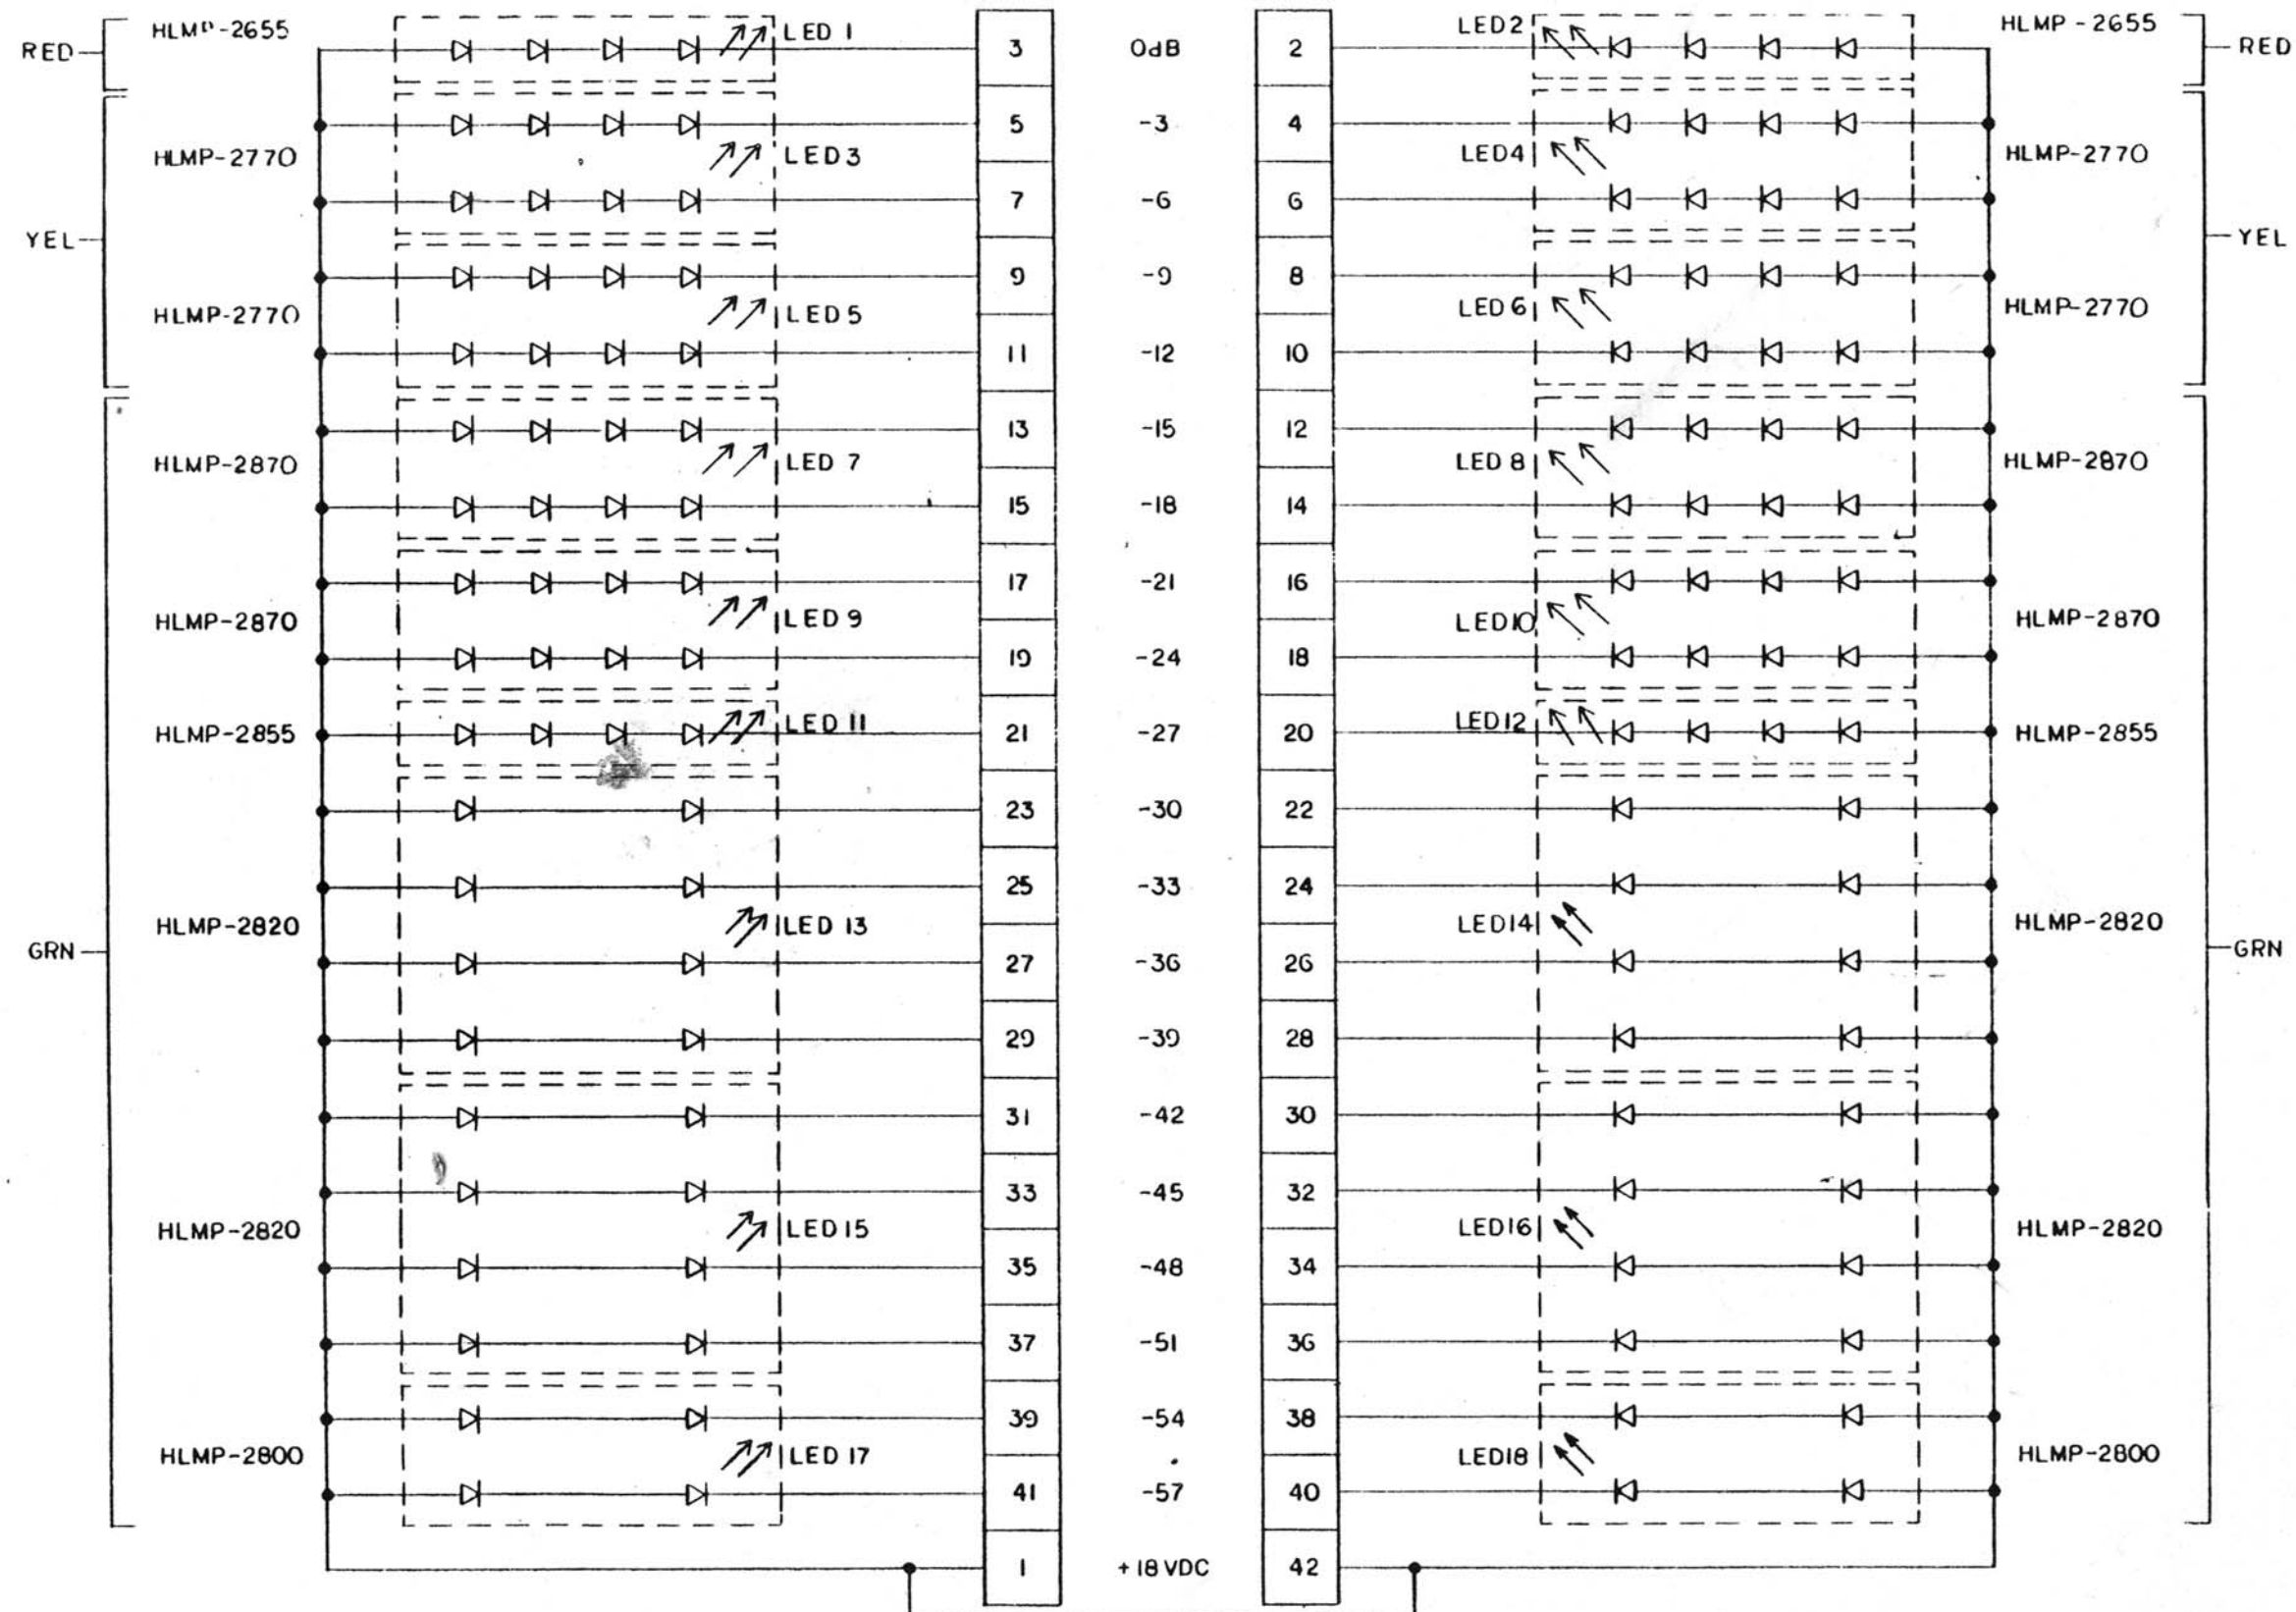 HLMP-2655 LED 1 3 0dB 2 LED2 HLMP-2655
RED RED
5 -3 4
HLMP-2770 LED3 LED4 HLMP-2770
7 -6 6
YEL YEL
9 -9 8
HLMP-2770 LED5 LED6 HLMP-2770
11 -12 10
13 -15 12
HLMP-2870 LED 7 LED 8 HLMP-2870
15 -18 14
17 -21 16
HLMP-2870 LED 9 LED10 HLMP-2870
19 -24 18
HLMP-2855 LED 11 21 -27 20 LED12 HLMP-2855
23 -30 22
25 -33 24
HLMP-2820 LED 13 LED14 HLMP-2820
GRN GRN
27 -36 26
29 -39 28
31 -42 30
33 -45 32
HLMP-2820 LED15 LED16 HLMP-2820
35 -48 34
37 -51 36
39 -54 38
HLMP-2800 LED 17 LED18 HLMP-2800
41 -57 40
1 +18VDC 42